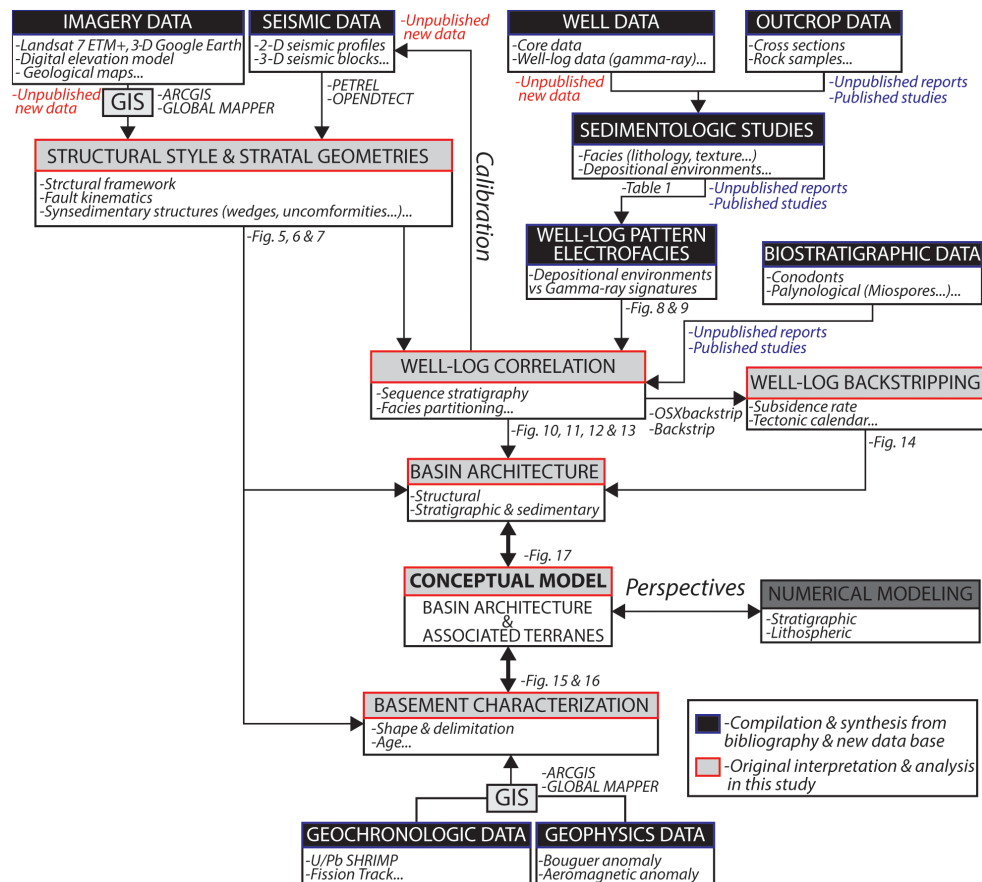 IMAGERY DATA
-Landsat 7 ETM+, 3-D Google Earth
-Digital elevation model
- Geological maps...
-Unpublished
new data
GIS
-ARCGIS
-GLOBAL MAPPER
SEISMIC DATA
-2-D seismic profiles
-3-D seismic blocks...
-Unpublished
new data
-PETREL
-OPENDTECT
WELL DATA
-Core data
-Well-log data (gamma-ray)...
-Unpublished
new data
OUTCROP DATA
-Cross sections
-Rock samples...
-Unpublished reports
-Published studies
SEDIMENTOLOGIC STUDIES
-Facies (lithology, texture...)
-Depositional environments...
-Table 1
-Unpublished reports
-Published studies
STRUCTURAL STYLE & STRATAL GEOMETRIES
-Strctural framework
-Fault kinematics
-Synsedimentary structures (wedges, uncomformities...)...
-Fig. 5, 6 & 7
Calibration
WELL-LOG PATTERN
ELECTROFACIES
-Depositional environments
vs Gamma-ray signatures
-Fig. 8 & 9
BIOSTRATIGRAPHIC DATA
-Conodonts
-Palynological (Miospores...)...
-Unpublished reports
-Published studies
WELL-LOG CORRELATION
-Sequence stratigraphy
-Facies partitioning...
-OSXbackstrip
-Backstrip
WELL-LOG BACKSTRIPPING
-Subsidence rate
-Tectonic calendar...
-Fig. 14
-Fig. 10, 11, 12 & 13
BASIN ARCHITECTURE
-Structural
-Stratigraphic & sedimentary
-Fig. 17
CONCEPTUAL MODEL
BASIN ARCHITECTURE
&
ASSOCIATED TERRANES
Perspectives
NUMERICAL MODELING
-Stratigraphic
-Lithospheric
-Fig. 15 & 16
BASEMENT CHARACTERIZATION
-Shape & delimitation
-Age...
-ARCGIS
-GLOBAL MAPPER
GIS
GEOCHRONOLOGIC DATA
-U/Pb SHRIMP
-Fission Track...
GEOPHYSICS DATA
-Bouguer anomaly
-Aeromagnetic anomaly
-Compilation & synthesis from
bibliography & new data base
-Original interpretation & analysis
in this study